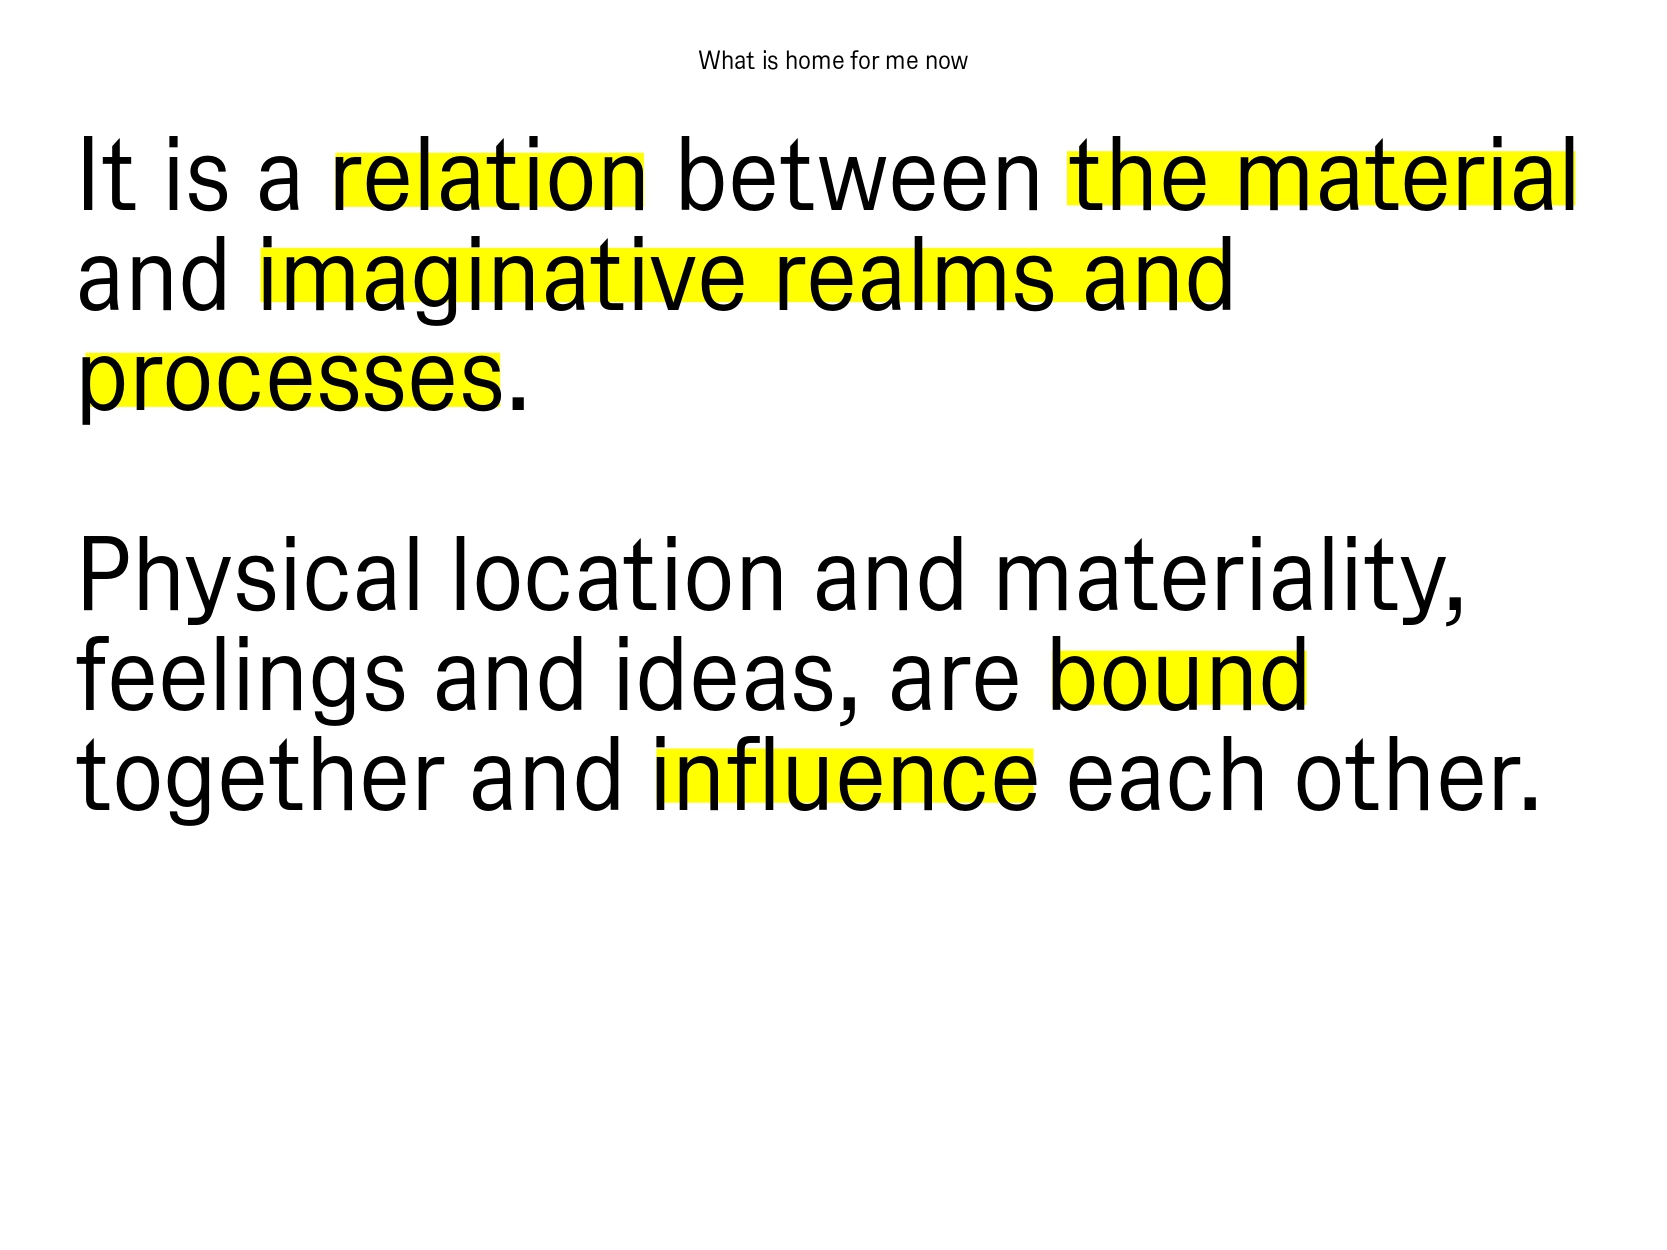 What is home for me now
It is a relation between the material
and imaginative realms and
processes.
Physical location and materiality,
feelings and ideas, are bound
together and influence each other.